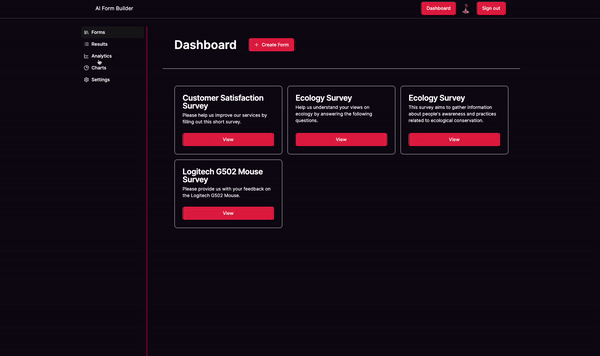 AI Form Builder
Dashboard
Sign out
Forms
Results
Analytics
Charts
Settings
Dashboard
+ Create Form
Customer Satisfaction
Survey
Please help us improve our services by
filling out this short survey.
View
Ecology Survey
Help us understand your views on
ecology by answering the following
questions.
View
Ecology Survey
This survey aims to gather information
about people's awareness and practices
related to ecological conservation.
View
Logitech G502 Mouse
Survey
Please provide us with your feedback on
the Logitech G502 Mouse.
View